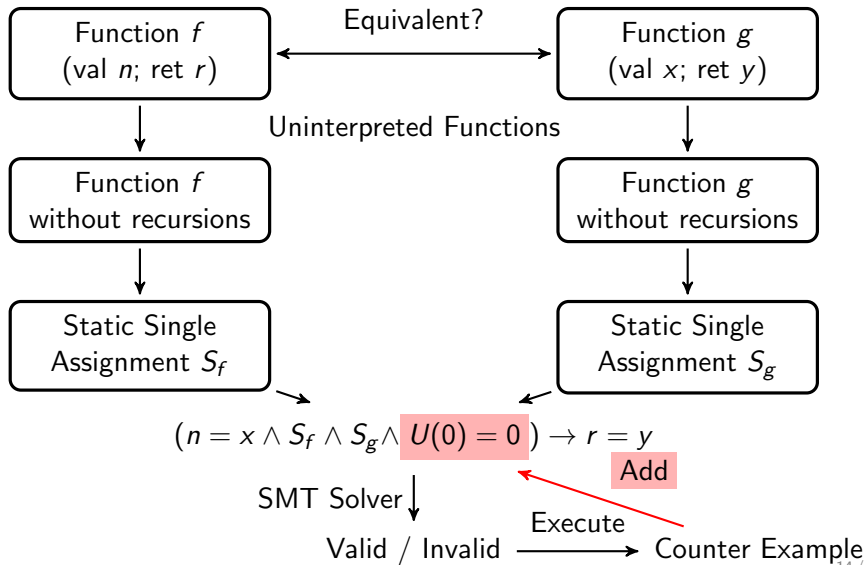 Function f
(val n; ret r)
Equivalent?
Function g
(val x; ret y)
Uninterpreted Functions
Function f
without recursions
Function g
without recursions
Static Single
Assignment S_f
Static Single
Assignment S_g
(n = x ∧ S_f ∧ S_g ∧ U(0) = 0) → r = y
Add
SMT Solver
Execute
Valid / Invalid
Counter Example